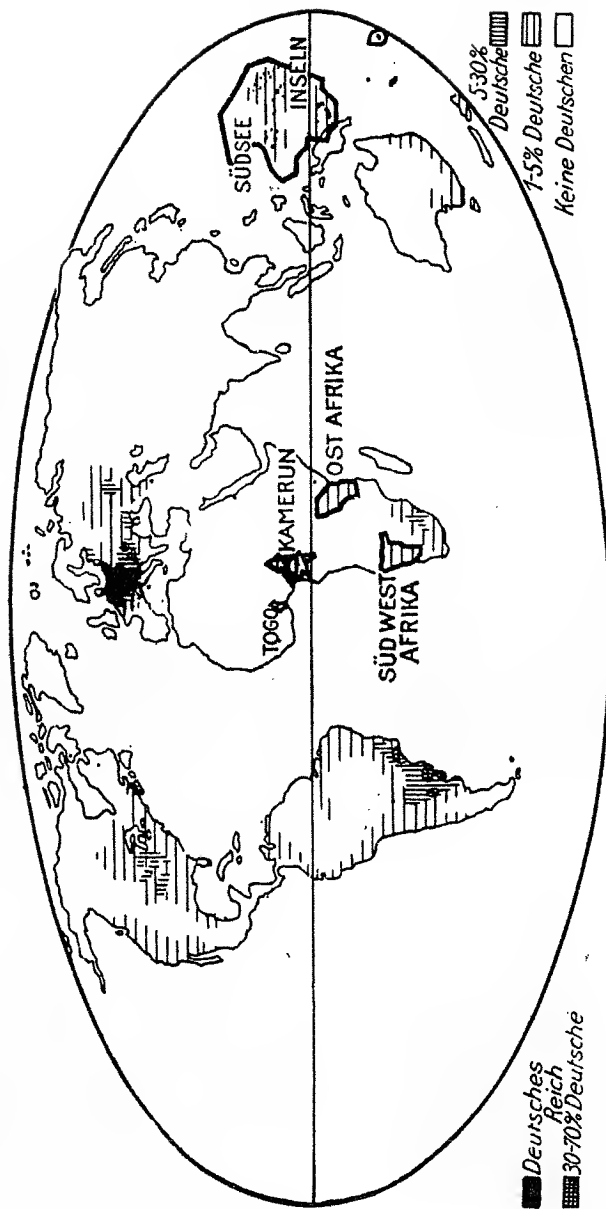 SÜDSEE
INSELN
TOGO
KAMERUN
OST AFRIKA
SÜD WEST
AFRIKA
Deutsches
Reich
30-70% Deutsche
5-30%
Deutsche
1-5% Deutsche
Keine Deutschen